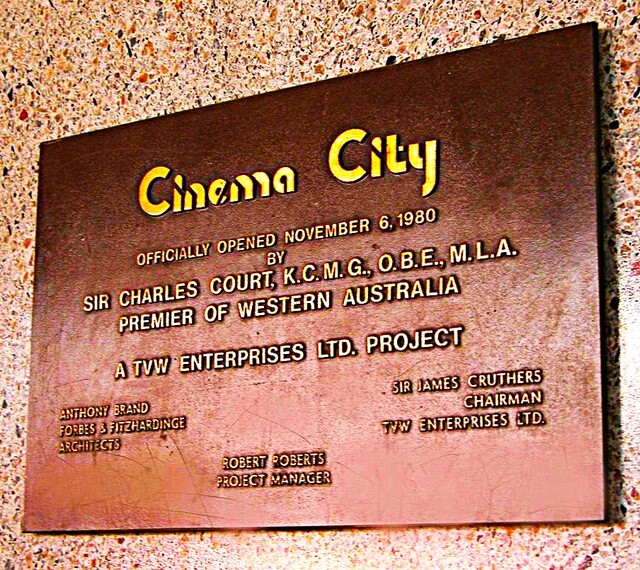 Cinema City
OFFICIALLY OPENED NOVEMBER 6, 1980
BY
SIR CHARLES COURT, K.C.M.G., O.B.E., M.L.A.
PREMIER OF WESTERN AUSTRALIA
A TVW ENTERPRISES LTD. PROJECT
ANTHONY BRAND
FORBES & FITZHARDINGE
ARCHITECTS
SIR JAMES CRUTHERS
CHAIRMAN
TVW ENTERPRISES LTD.
ROBERT ROBERTS
PROJECT MANAGER